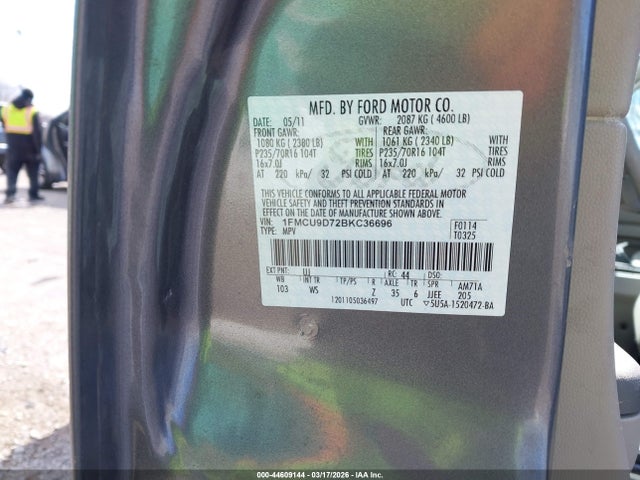 MFD. BY FORD MOTOR CO.
DATE: 05/11 GVWR: 2087 KG ( 4600 LB)
FRONT GAWR: REAR GAWR:
1080 KG ( 2380 LB) WITH 1061 KG ( 2340 LB) WITH
P235/70R16 104T TIRES P235/70R16 104T TIRES
16x7.0J RIMS 16x7.0J RIMS
AT 220 kPa/ 32 PSI COLD AT 220 kPa/ 32 PSI COLD
THIS VEHICLE CONFORMS TO ALL APPLICABLE FEDERAL MOTOR
VEHICLE SAFETY AND THEFT PREVENTION STANDARDS IN
EFFECT ON THE DATE OF MANUFACTURE SHOWN ABOVE.
VIN: 1FMCU9D72BKC36696 F0114
TYPE: MPV T0325
EXT PNT: UJ RC: 44 DSO:
WB INT TR TP/PS R AXLE TR SPR AM71A
103 WS Z 35 6 JJEE 205
1201105036497 UTC ▽5U5A-1520472-BA
000-44609144 - 03/17/2026 - IAA Inc.